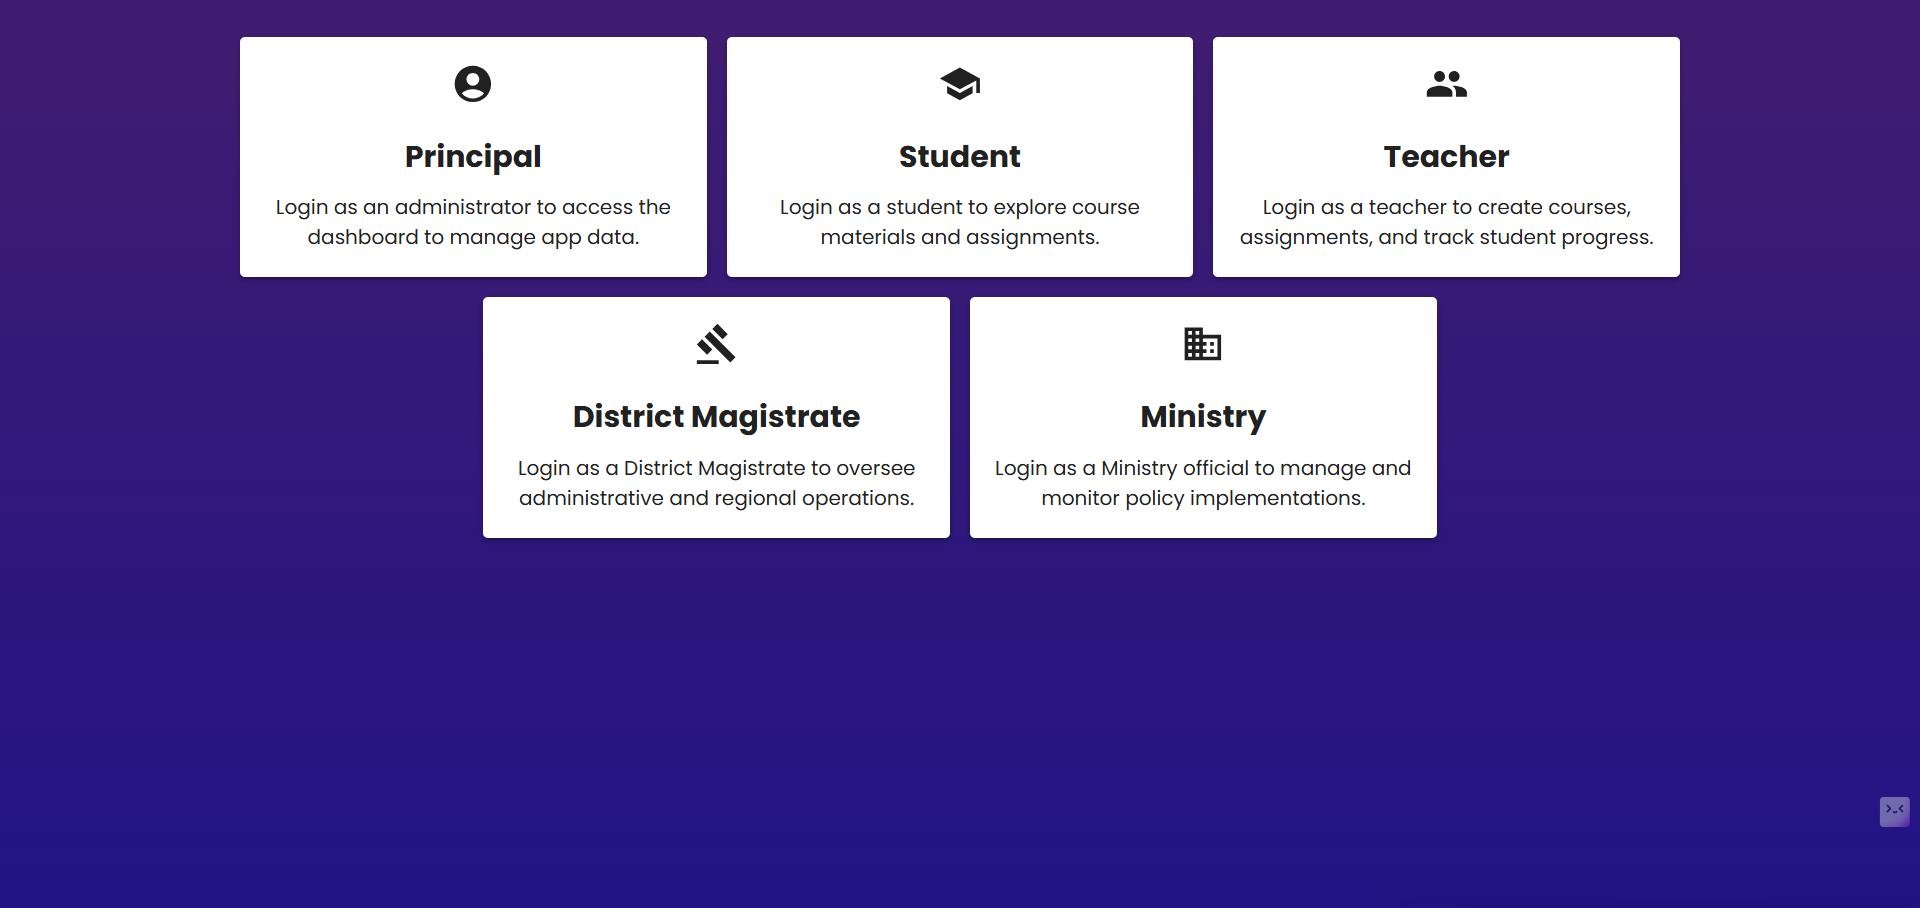 Principal
Login as an administrator to access the
dashboard to manage app data.
Student
Login as a student to explore course
materials and assignments.
Teacher
Login as a teacher to create courses,
assignments, and track student progress.
District Magistrate
Login as a District Magistrate to oversee
administrative and regional operations.
Ministry
Login as a Ministry official to manage and
monitor policy implementations.